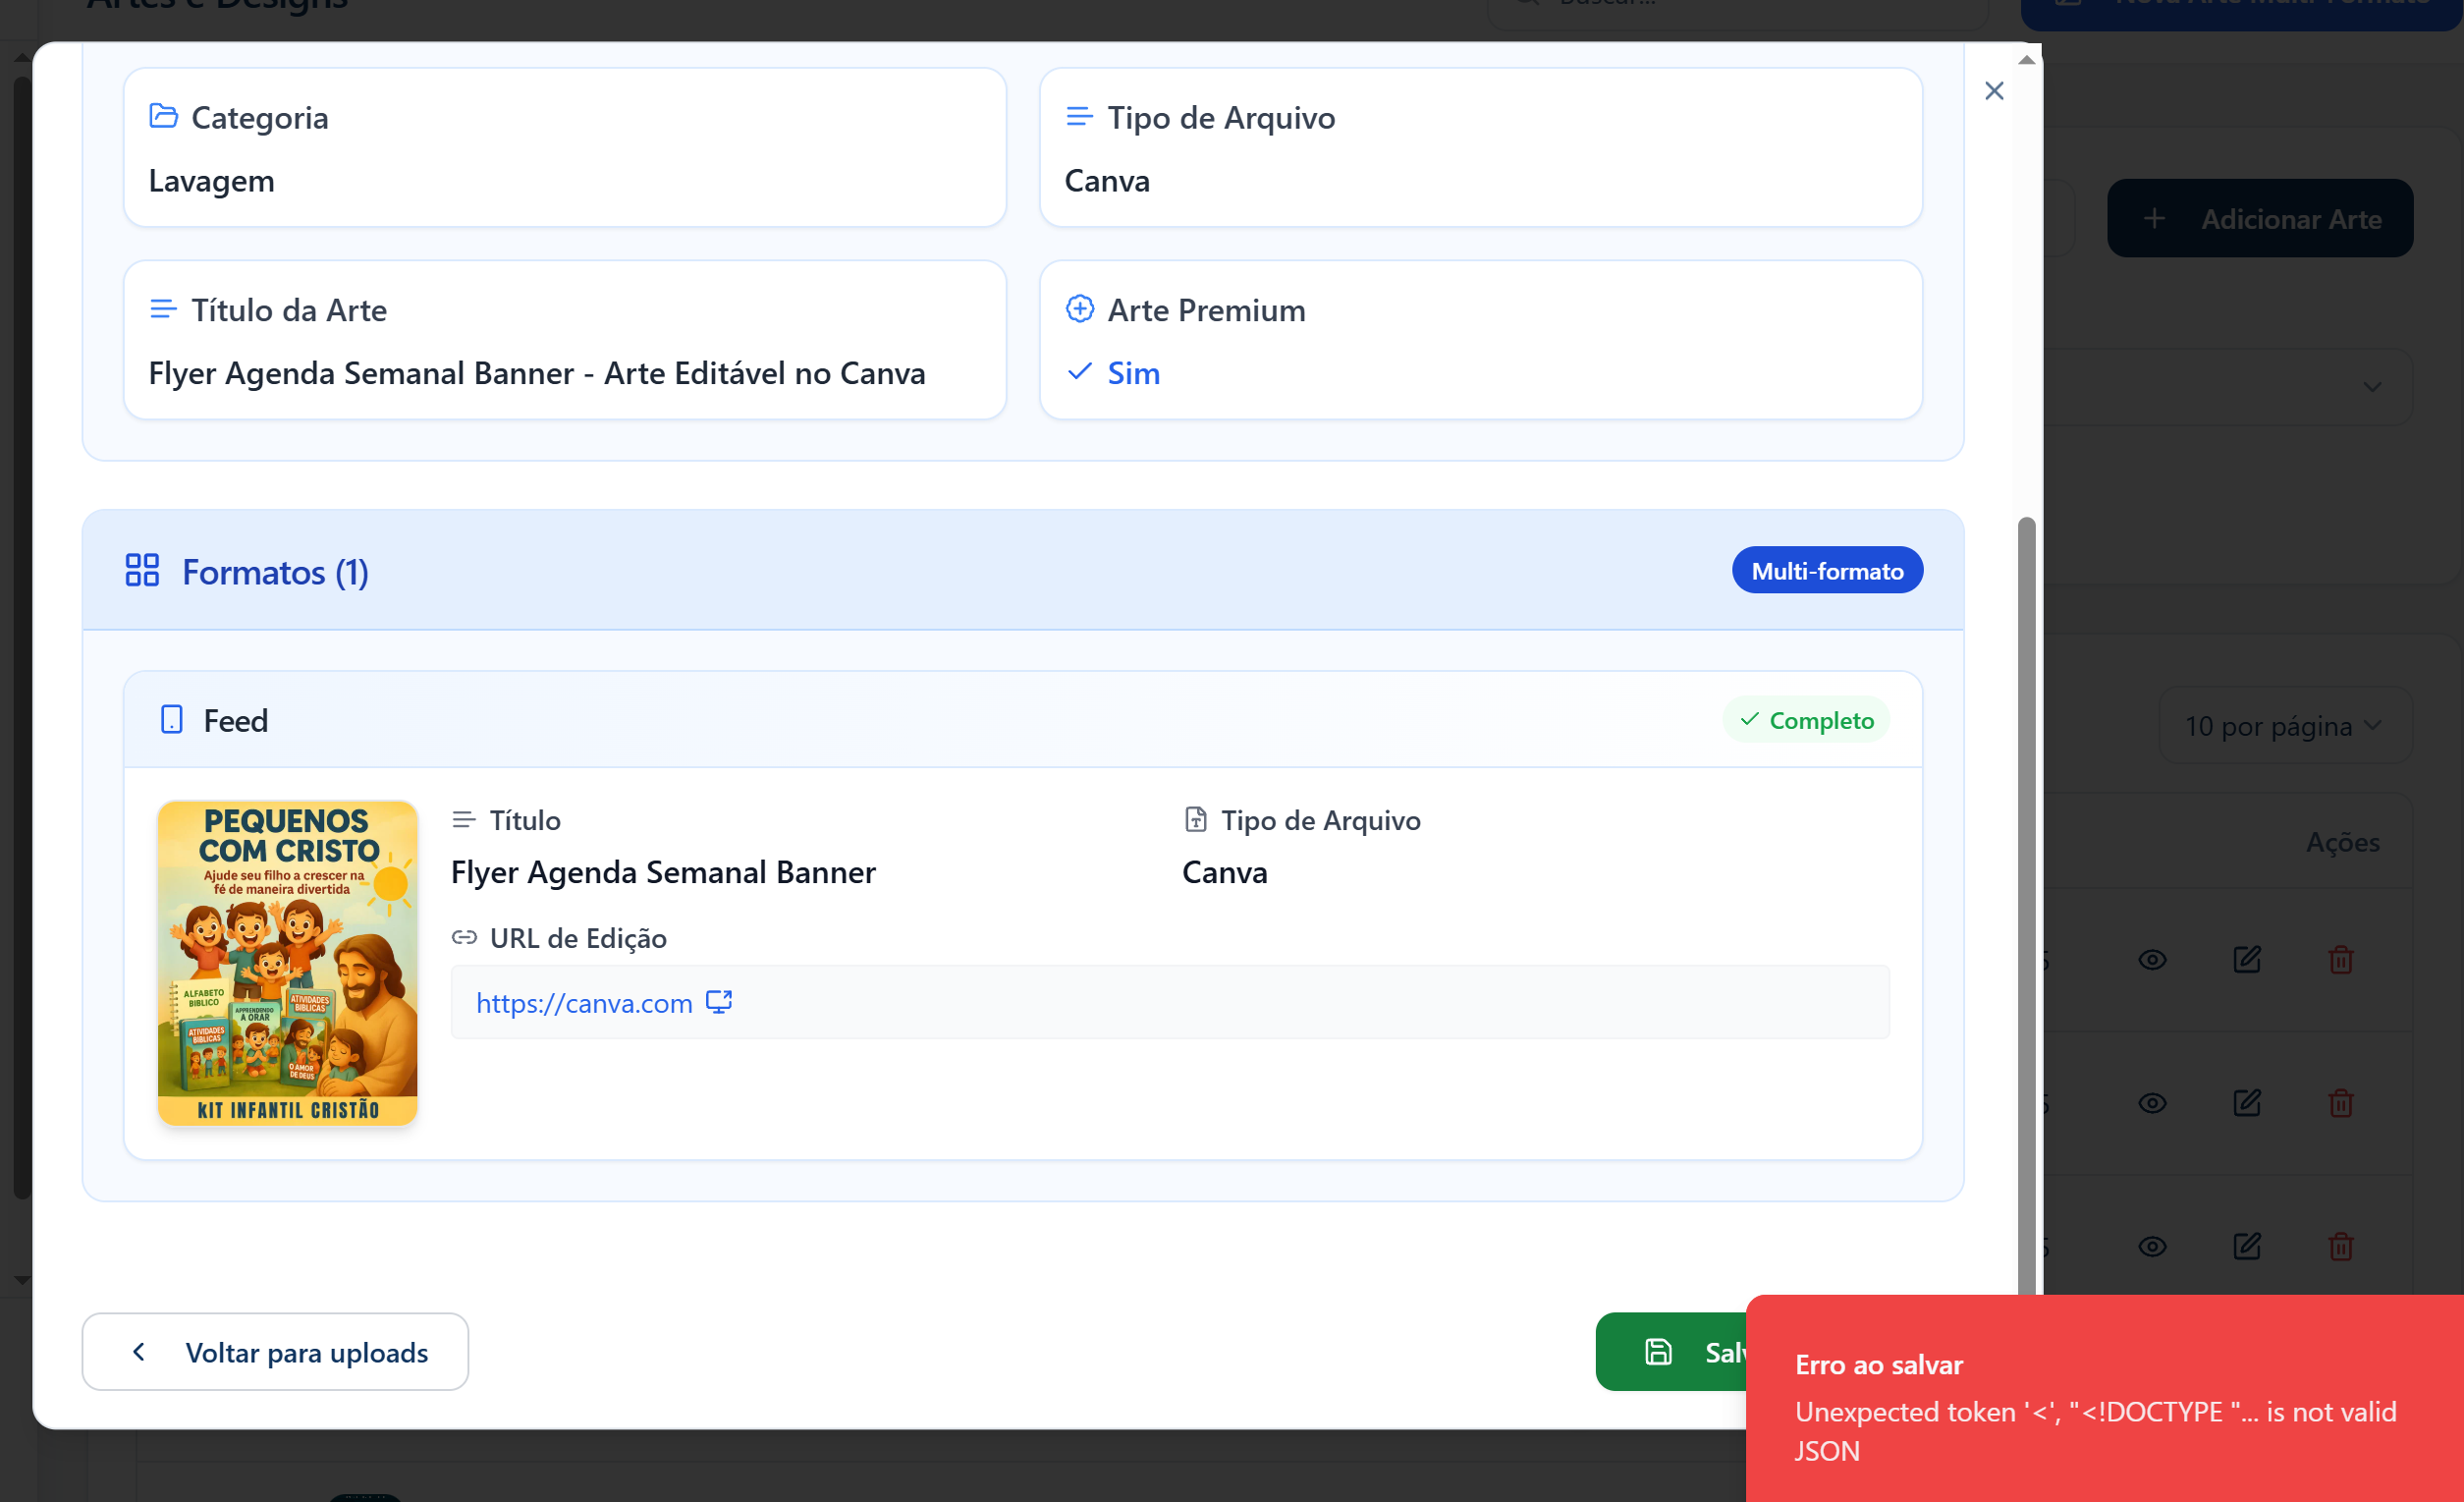 Artes e Designs
Buscar...
Nova Arte Multi-Formato
Categoria
Lavagem
Tipo de Arquivo
Canva
Adicionar Arte
Título da Arte
Flyer Agenda Semanal Banner - Arte Editável no Canva
Arte Premium
Sim
Formatos (1)
Multi-formato
Feed
Completo
10 por página
Ações
PEQUENOS
COM CRISTO
Ajude seu filho a crescer na
fé de maneira divertida
ALFABETO
BIBLICO
APPRENDENDO
A ORAR
ATIVIDADES
BIBLICAS
ATIVIDADES
BIBLICAS
O AMOR
DE DEUS
kIT INFANTIL CRISTÃO
Título
Flyer Agenda Semanal Banner
Tipo de Arquivo
Canva
URL de Edição
https://canva.com
Voltar para uploads
Salv
Erro ao salvar
Unexpected token '<', "<!DOCTYPE "... is not valid
JSON